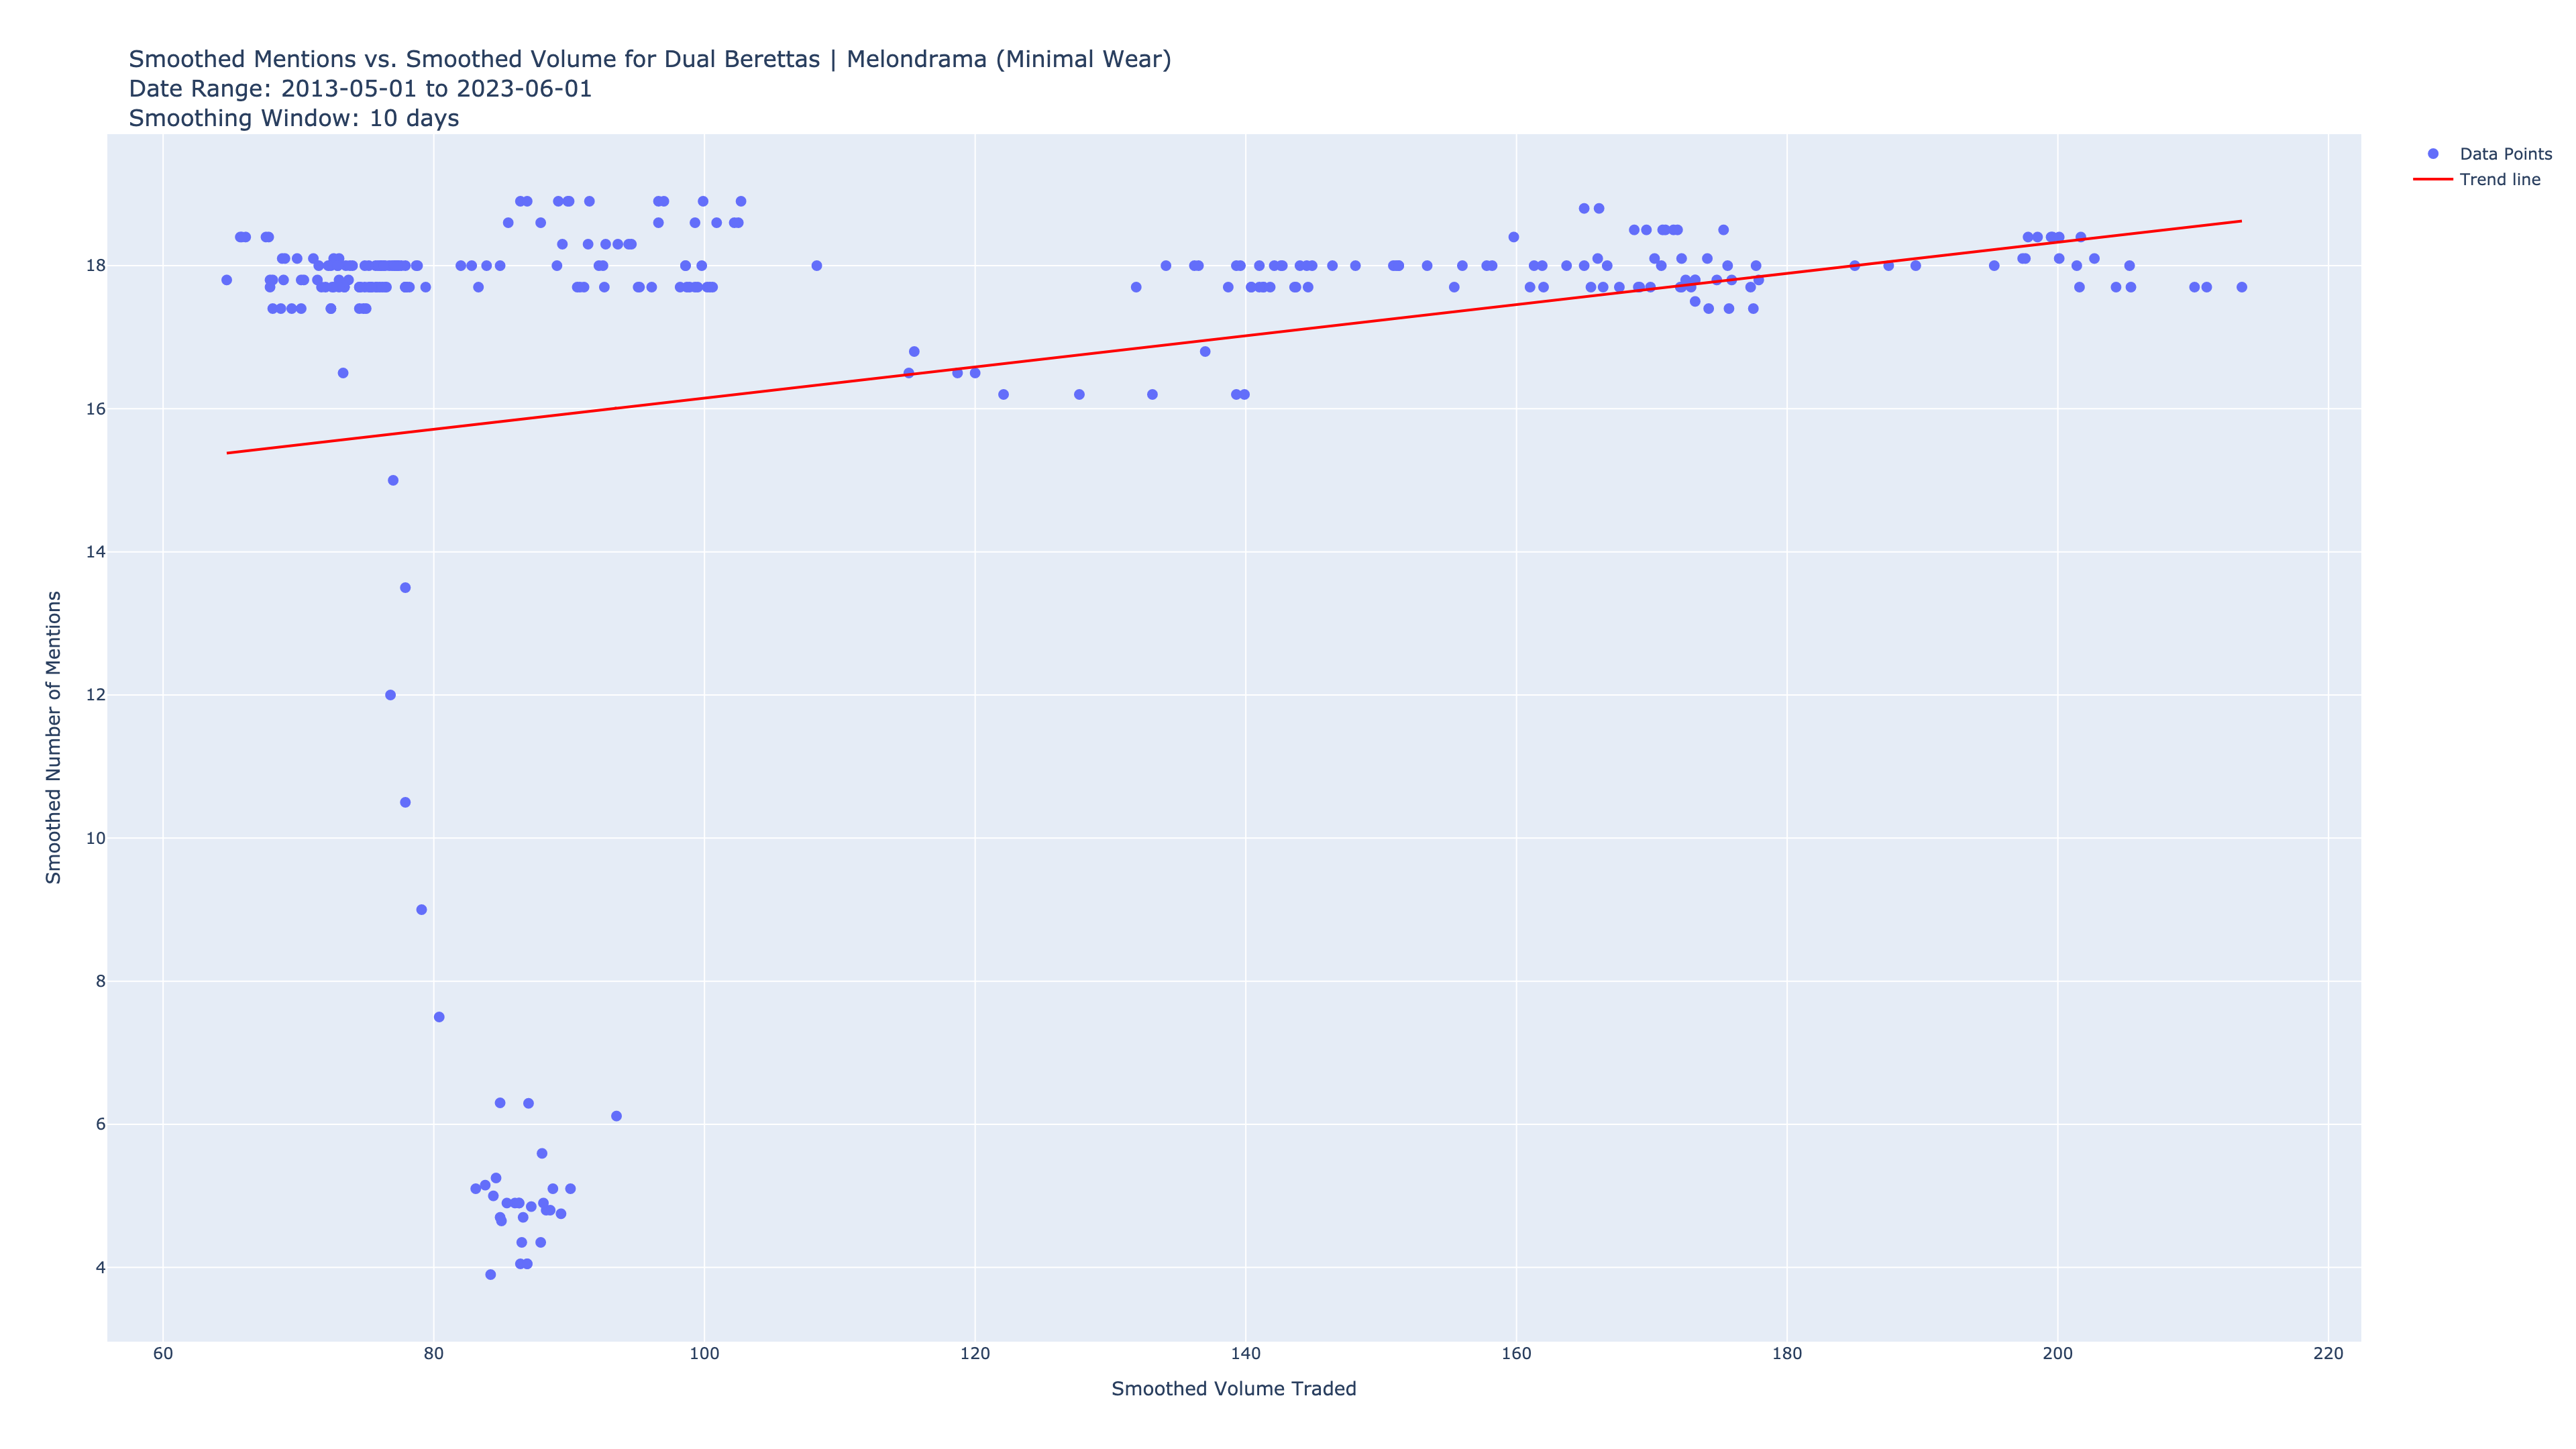 Smoothed Mentions vs. Smoothed Volume for Dual Berettas | Melondrama (Minimal Wear)
Date Range: 2013-05-01 to 2023-06-01
Smoothing Window: 10 days
Data Points
Trend line
Smoothed Number of Mentions
18
16
14
12
10
8
6
4
60 80 100 120 140 160 180 200 220
Smoothed Volume Traded